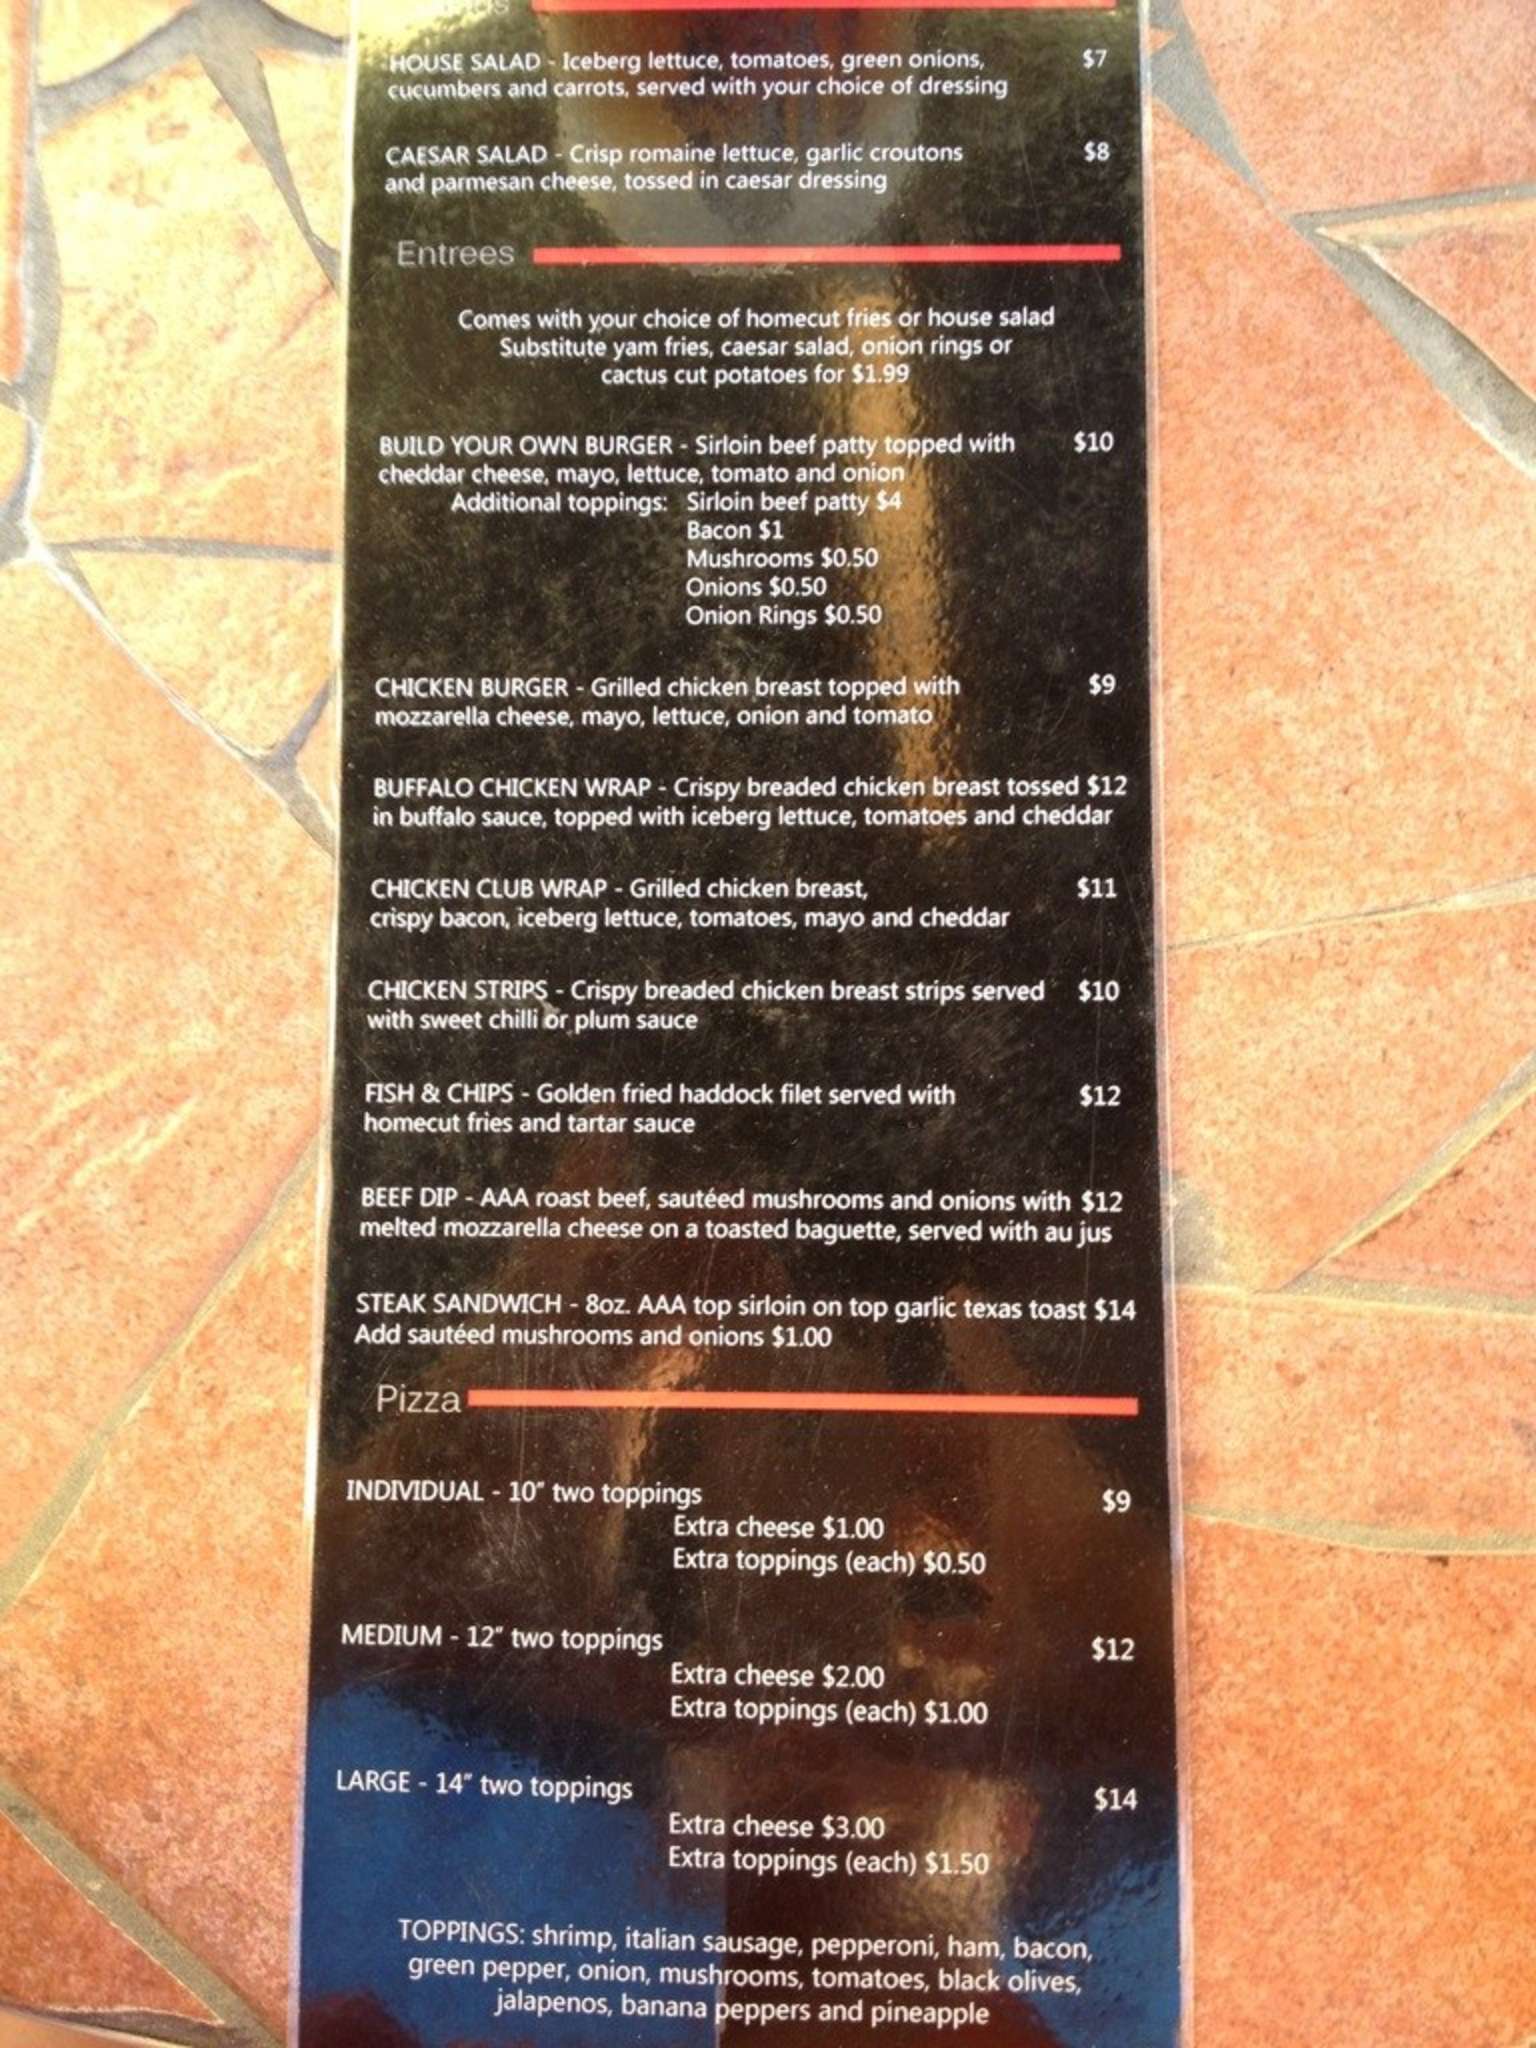 HOUSE SALAD - Iceberg lettuce, tomatoes, green onions, $7
cucumbers and carrots, served with your choice of dressing
CAESAR SALAD - Crisp romaine lettuce, garlic croutons $8
and parmesan cheese, tossed in caesar dressing
Entrees
Comes with your choice of homecut fries or house salad
Substitute yam fries, caesar salad, onion rings or
cactus cut potatoes for $1.99
BUILD YOUR OWN BURGER - Sirloin beef patty topped with $10
cheddar cheese, mayo, lettuce, tomato and onion
Additional toppings: Sirloin beef patty $4
Bacon $1
Mushrooms $0.50
Onions $0.50
Onion Rings $0.50
CHICKEN BURGER - Grilled chicken breast topped with $9
mozzarella cheese, mayo, lettuce, onion and tomato
BUFFALO CHICKEN WRAP - Crispy breaded chicken breast tossed $12
in buffalo sauce, topped with iceberg lettuce, tomatoes and cheddar
CHICKEN CLUB WRAP - Grilled chicken breast, $11
crispy bacon, iceberg lettuce, tomatoes, mayo and cheddar
CHICKEN STRIPS - Crispy breaded chicken breast strips served $10
with sweet chilli or plum sauce
FISH & CHIPS - Golden fried haddock filet served with $12
homecut fries and tartar sauce
BEEF DIP - AAA roast beef, sautéed mushrooms and onions with $12
melted mozzarella cheese on a toasted baguette, served with au jus
STEAK SANDWICH - 8oz. AAA top sirloin on top garlic texas toast $14
Add sautéed mushrooms and onions $1.00
Pizza
INDIVIDUAL - 10" two toppings $9
Extra cheese $1.00
Extra toppings (each) $0.50
MEDIUM - 12" two toppings $12
Extra cheese $2.00
Extra toppings (each) $1.00
LARGE - 14" two toppings $14
Extra cheese $3.00
Extra toppings (each) $1.50
TOPPINGS: shrimp, italian sausage, pepperoni, ham, bacon,
green pepper, onion, mushrooms, tomatoes, black olives,
jalapenos, banana peppers and pineapple